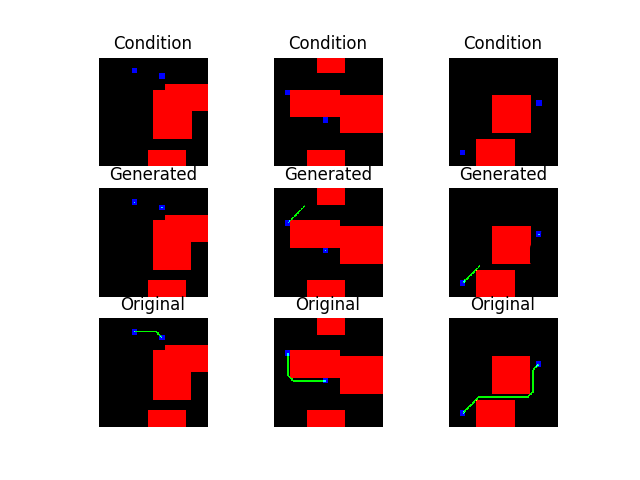 Condition Condition Condition
Generated Generated Generated
Original Original Original